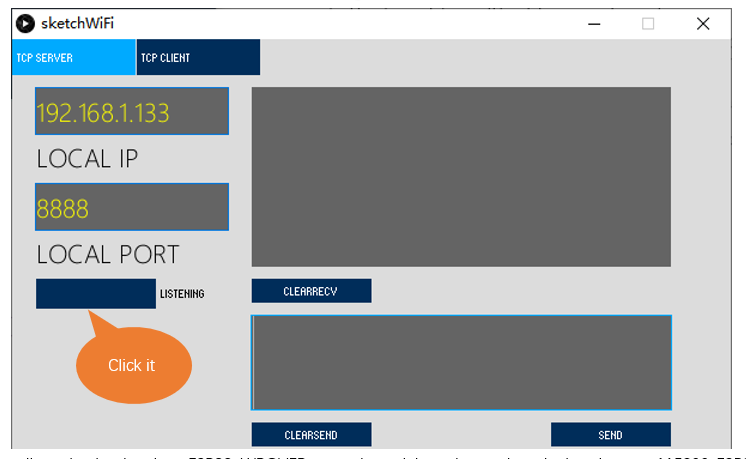 sketchWiFi
TCP SERVER
TCP CLIENT
192.168.1.133
LOCAL IP
8888
LOCAL PORT
LISTENING
CLEARRECV
Click it
CLEARSEND
SEND